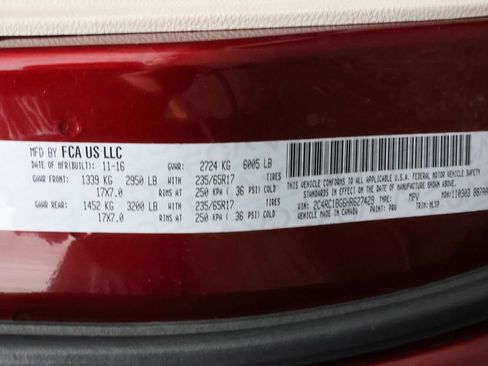 MFD BY FCA US LLC
DATE OF MFR(BUILT): 11-16 GVWR: 2724 KG 6005 LB
GAWR FRONT: 1339 KG 2950 LB WITH 235/65R17 TIRES
17X7.0 RIMS AT 250 KPA ( 36 PSI) COLD
GAWR REAR: 1452 KG 3200 LB WITH 235/65R17 TIRES
17X7.0 RIMS AT 250 KPA ( 36 PSI) COLD
THIS VEHICLE CONFORMS TO ALL
APPLICABLE U.S.A. FEDERAL MOTOR VEHICLE SAFETY
STANDARDS IN EFFECT ON THE DATE OF MANUFACTURE
SHOWN ABOVE.
VIN: 2C4RC1BG6HR627429 TYPE: MPV
VEHICLE MADE IN CANADA PAINT: TRIM: